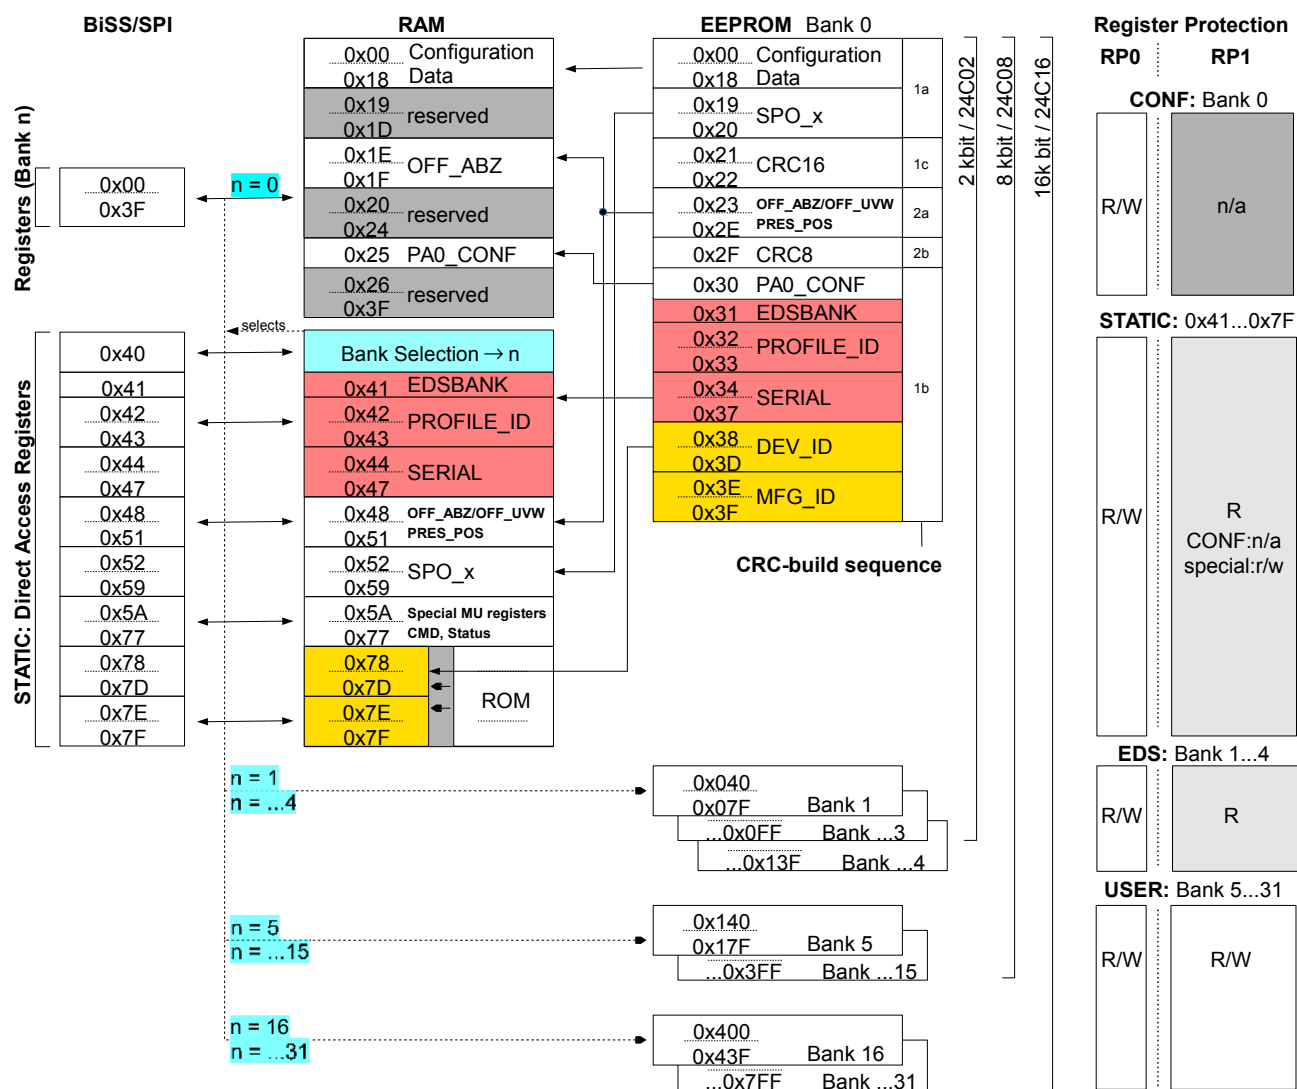 BiSS/SPI
RAM
EEPROM Bank 0
Register Protection
RP0
RP1
Registers (Bank n)
0x00
0x3F
n = 0
0x00 Configuration
0x18 Data
0x19
0x1D reserved
0x1E
0x1F OFF_ABZ
0x20
0x24 reserved
0x25 PA0_CONF
0x26
0x3F reserved
0x00 Configuration
0x18 Data
0x19
0x20 SPO_x
1a
0x21
0x22 CRC16
1c
0x23 OFF_ABZ/OFF_UVW
0x2E PRES_POS
2a
0x2F CRC8
2b
0x30 PA0_CONF
0x31 EDSBANK
0x32
0x33 PROFILE_ID
0x34
0x37 SERIAL
0x38
0x3D DEV_ID
0x3E
0x3F MFG_ID
1b
CRC-build sequence
2 kbit / 24C02
8 kbit / 24C08
16k bit / 24C16
CONF: Bank 0
R/W
n/a
STATIC: 0x41...0x7F
R/W
R
CONF:n/a
special:r/w
EDS: Bank 1...4
R/W
R
USER: Bank 5...31
R/W
R/W
selects
STATIC: Direct Access Registers
0x40
0x41
0x42
0x43
0x44
0x47
0x48
0x51
0x52
0x59
0x5A
0x77
0x78
0x7D
0x7E
0x7F
Bank Selection → n
0x41 EDSBANK
0x42
0x43 PROFILE_ID
0x44
0x47 SERIAL
0x48 OFF_ABZ/OFF_UVW
0x51 PRES_POS
0x52
0x59 SPO_x
0x5A Special MU registers
0x77 CMD, Status
0x78
0x7D
0x7E
0x7F
ROM
n = 1
n = ...4
0x040
0x07F Bank 1
...0x0FF Bank ...3
...0x13F Bank ...4
n = 5
n = ...15
0x140
0x17F Bank 5
...0x3FF Bank ...15
n = 16
n = ...31
0x400
0x43F Bank 16
...0x7FF Bank ...31